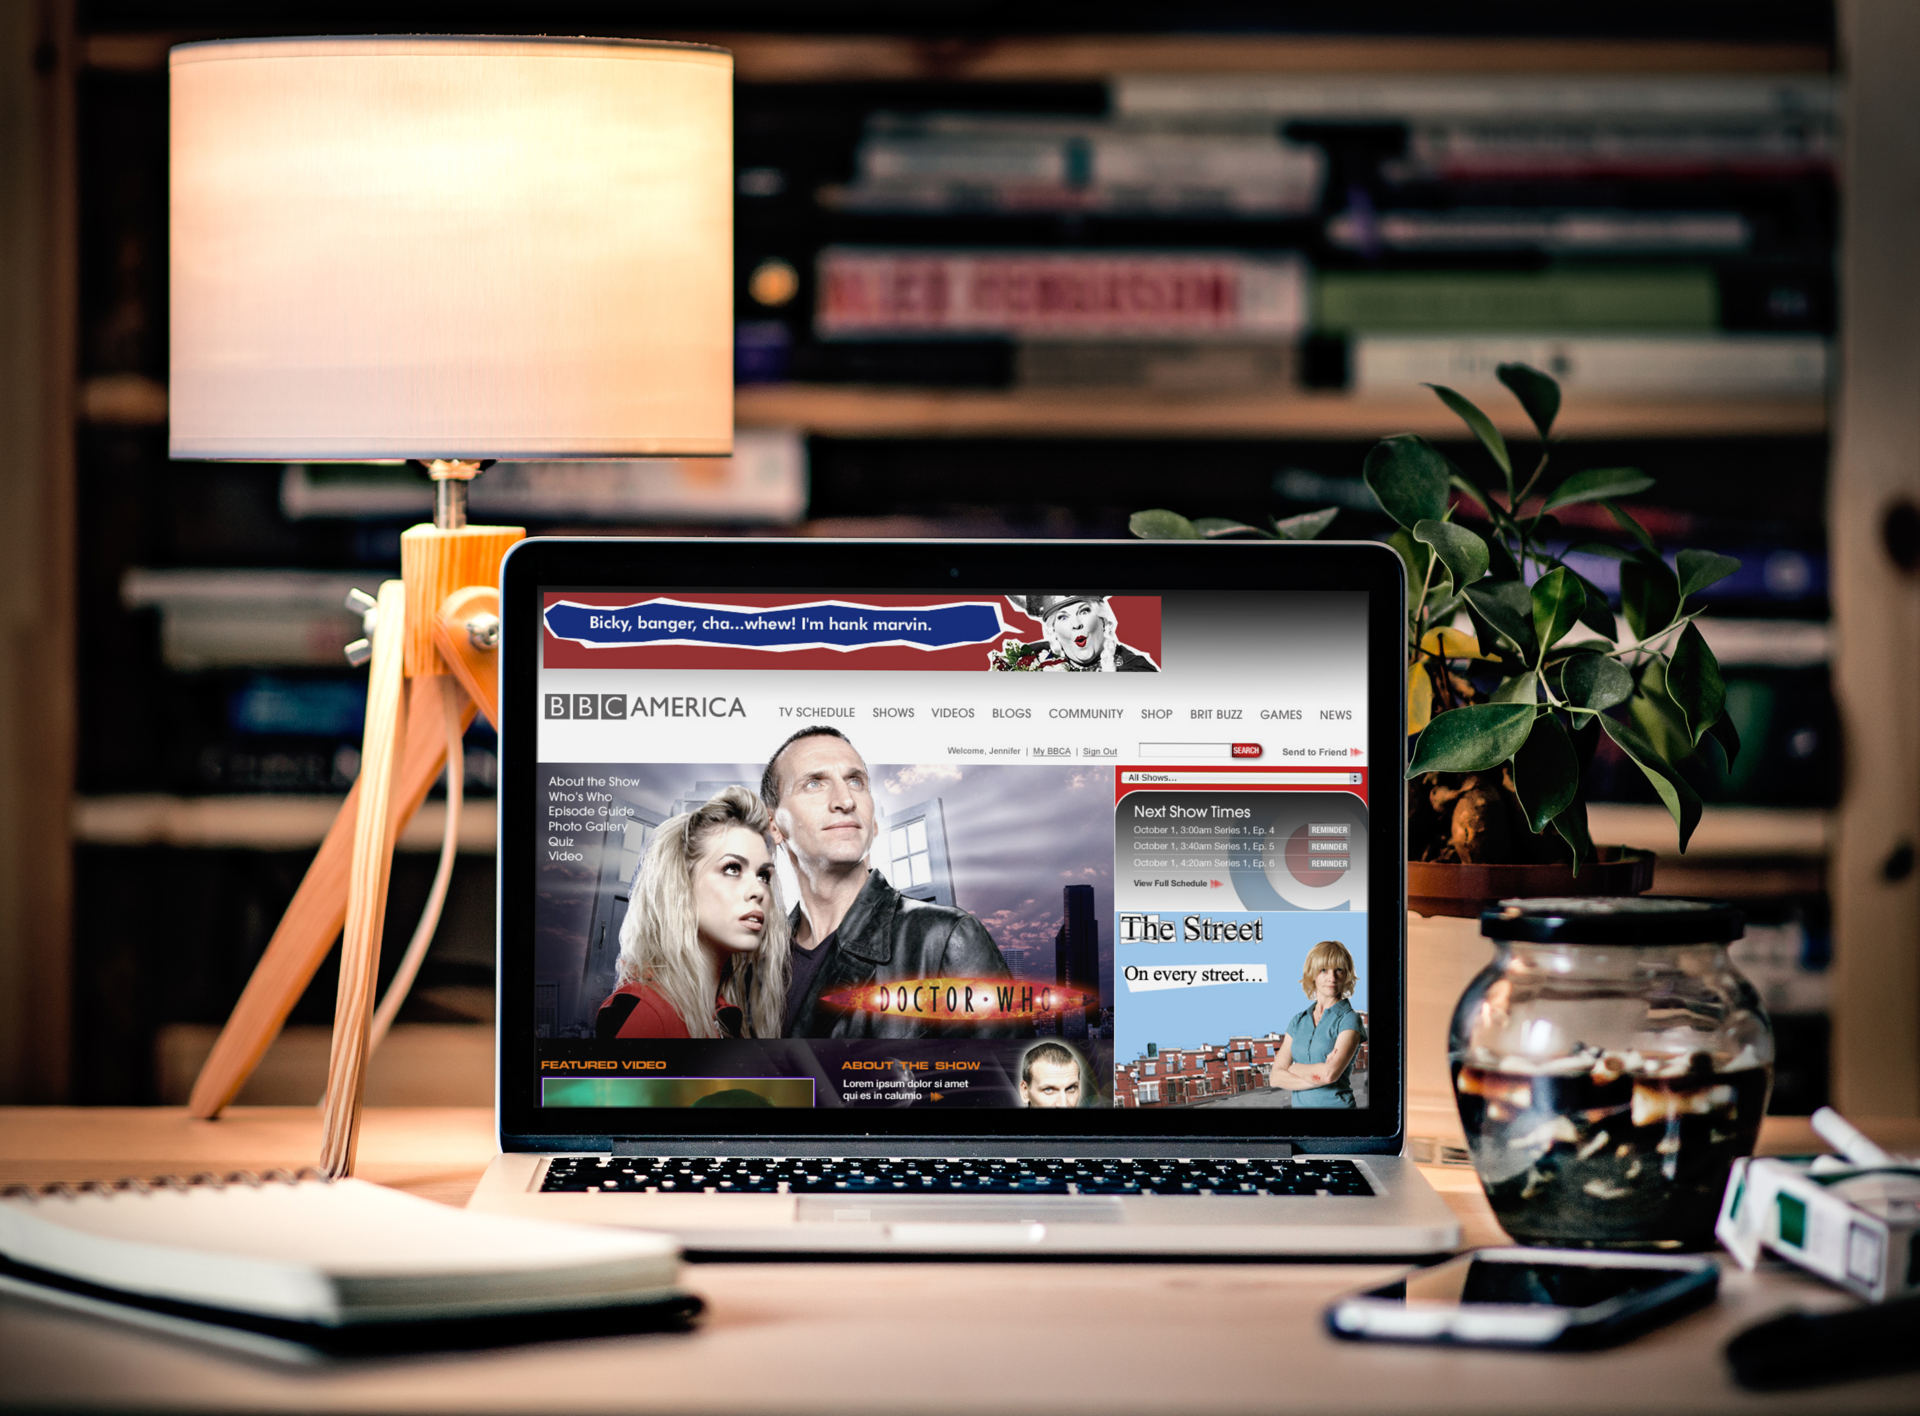 Bicky, banger, cha...whew! I'm hank marvin.
BBC AMERICA
TV SCHEDULE SHOWS VIDEOS BLOGS COMMUNITY SHOP BRIT BUZZ GAMES NEWS
Welcome, Jennifer | My BBCA | Sign Out
SEARCH
Send to Friend
About the Show
Who's Who
Episode Guide
Photo Gallery
Quiz
Video
DOCTOR·WHO
All Shows...
Next Show Times
October 1, 3:00am Series 1, Ep. 4 REMINDER
October 1, 3:40am Series 1, Ep. 5 REMINDER
October 1, 4:20am Series 1, Ep. 6 REMINDER
View Full Schedule
The Street
On every street...
FEATURED VIDEO
ABOUT THE SHOW
Lorem ipsum dolor si amet
qui es in calumio